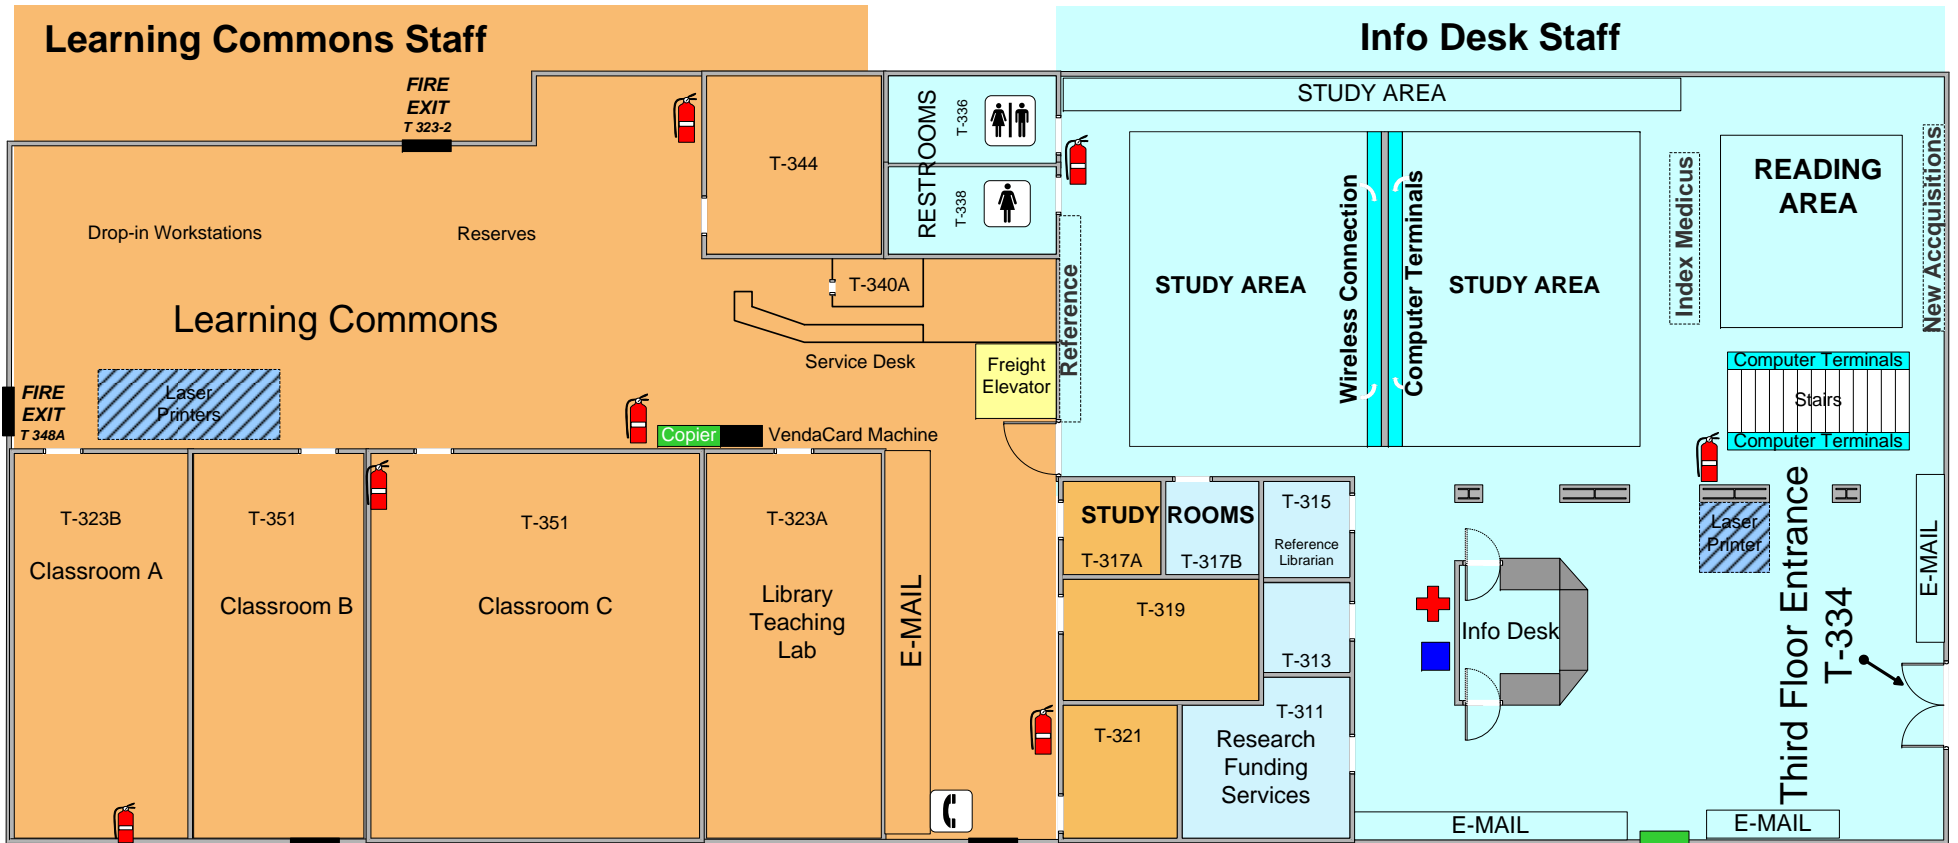 Learning Commons Staff
Info Desk Staff
FIRE
EXIT
T 323-2
T-344
RESTROOMS
T-336
T-338
STUDY AREA
READING
AREA
New Accquisitions
Index Medicus
Drop-in Workstations
Reserves
T-340A
Reference
STUDY AREA
Wireless Connection
Computer Terminals
STUDY AREA
Learning Commons
Service Desk
Freight
Elevator
Computer Terminals
Stairs
Computer Terminals
FIRE
EXIT
T 348A
Laser
Printers
Copier
VendaCard Machine
T-323B
Classroom A
T-351
Classroom B
T-351
Classroom C
T-323A
Library
Teaching
Lab
E-MAIL
STUDY ROOMS
T-317A
T-317B
T-315
Reference
Librarian
T-319
T-313
T-321
T-311
Research
Funding
Services
Info Desk
Laser
Printer
Third Floor Entrance
T-334
E-MAIL
E-MAIL
E-MAIL